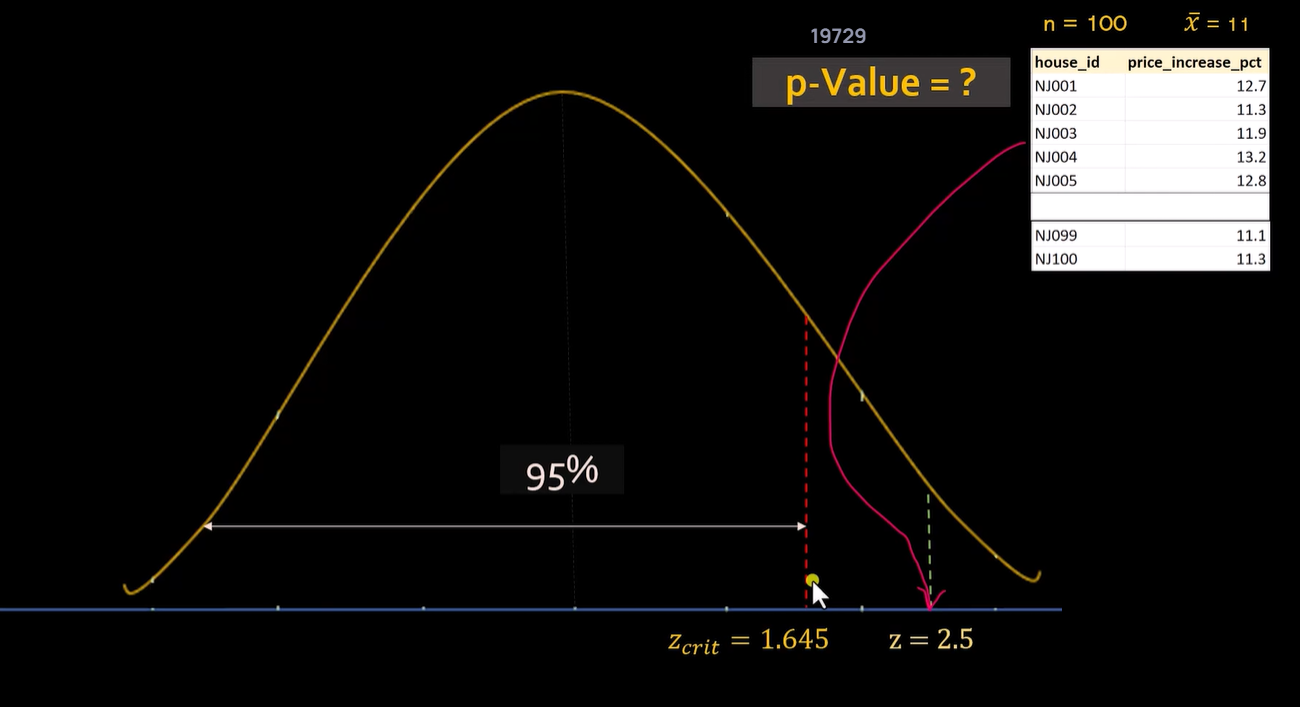 19729
p-Value = ?
n = 100 x̄ = 11
house_id price_increase_pct
NJ001 12.7
NJ002 11.3
NJ003 11.9
NJ004 13.2
NJ005 12.8
NJ099 11.1
NJ100 11.3
95%
z_crit = 1.645
z = 2.5